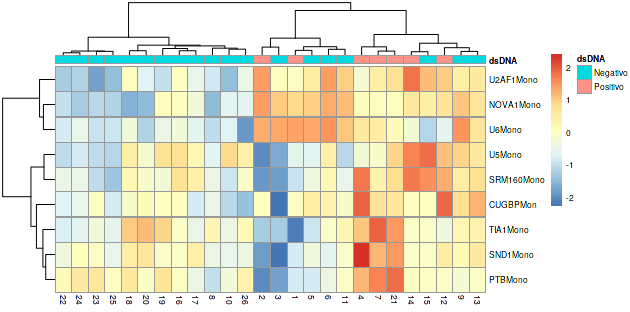 dsDNA
U2AF1Mono
NOVA1Mono
U6Mono
U5Mono
SRM160Mono
CUGBPMon
TIA1Mono
SND1Mono
PTBMono
22 24 23 25 18 20 19 16 17 8 10 26 2 3 1 5 6 11 4 7 21 14 15 12 9 13
2
1
0
-1
-2
dsDNA
Negativo
Positivo